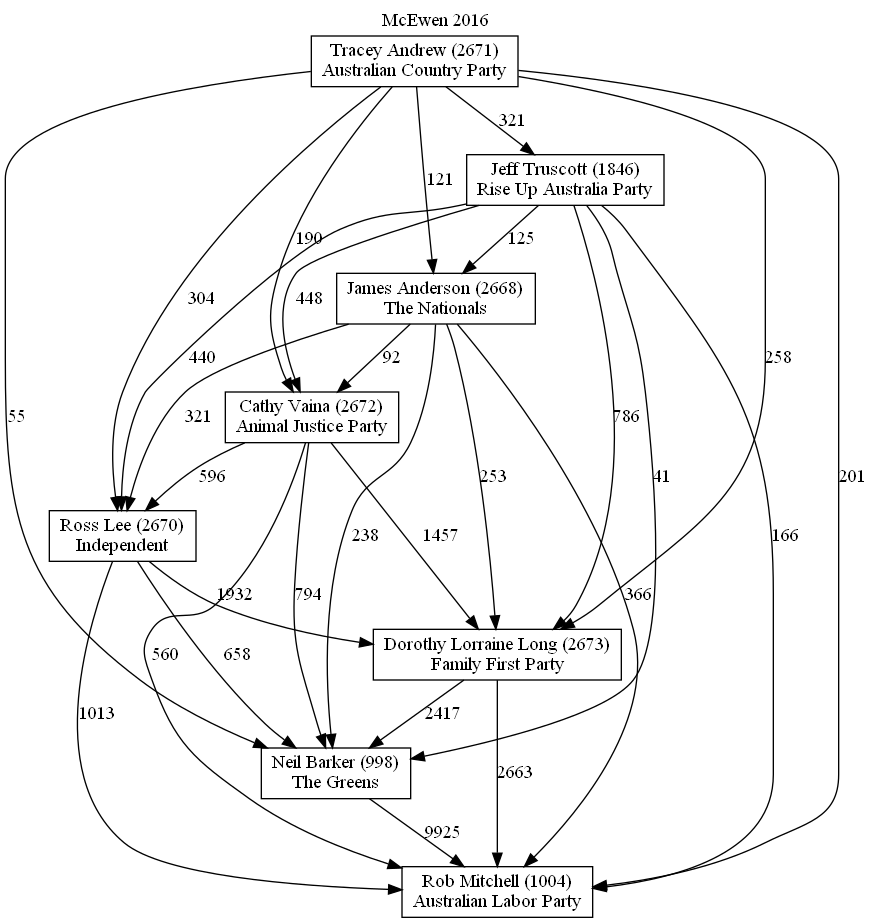 McEwen 2016
Tracey Andrew (2671)
Australian Country Party
321
Jeff Truscott (1846)
Rise Up Australia Party
121
190
125
James Anderson (2668)
The Nationals
304
448
440
92
258
Cathy Vaina (2672)
Animal Justice Party
55
321
786
596
253
41
201
Ross Lee (2670)
Independent
238
1457
166
1932
794
366
Dorothy Lorraine Long (2673)
Family First Party
560
658
1013
2417
Neil Barker (998)
The Greens
2663
9925
Rob Mitchell (1004)
Australian Labor Party